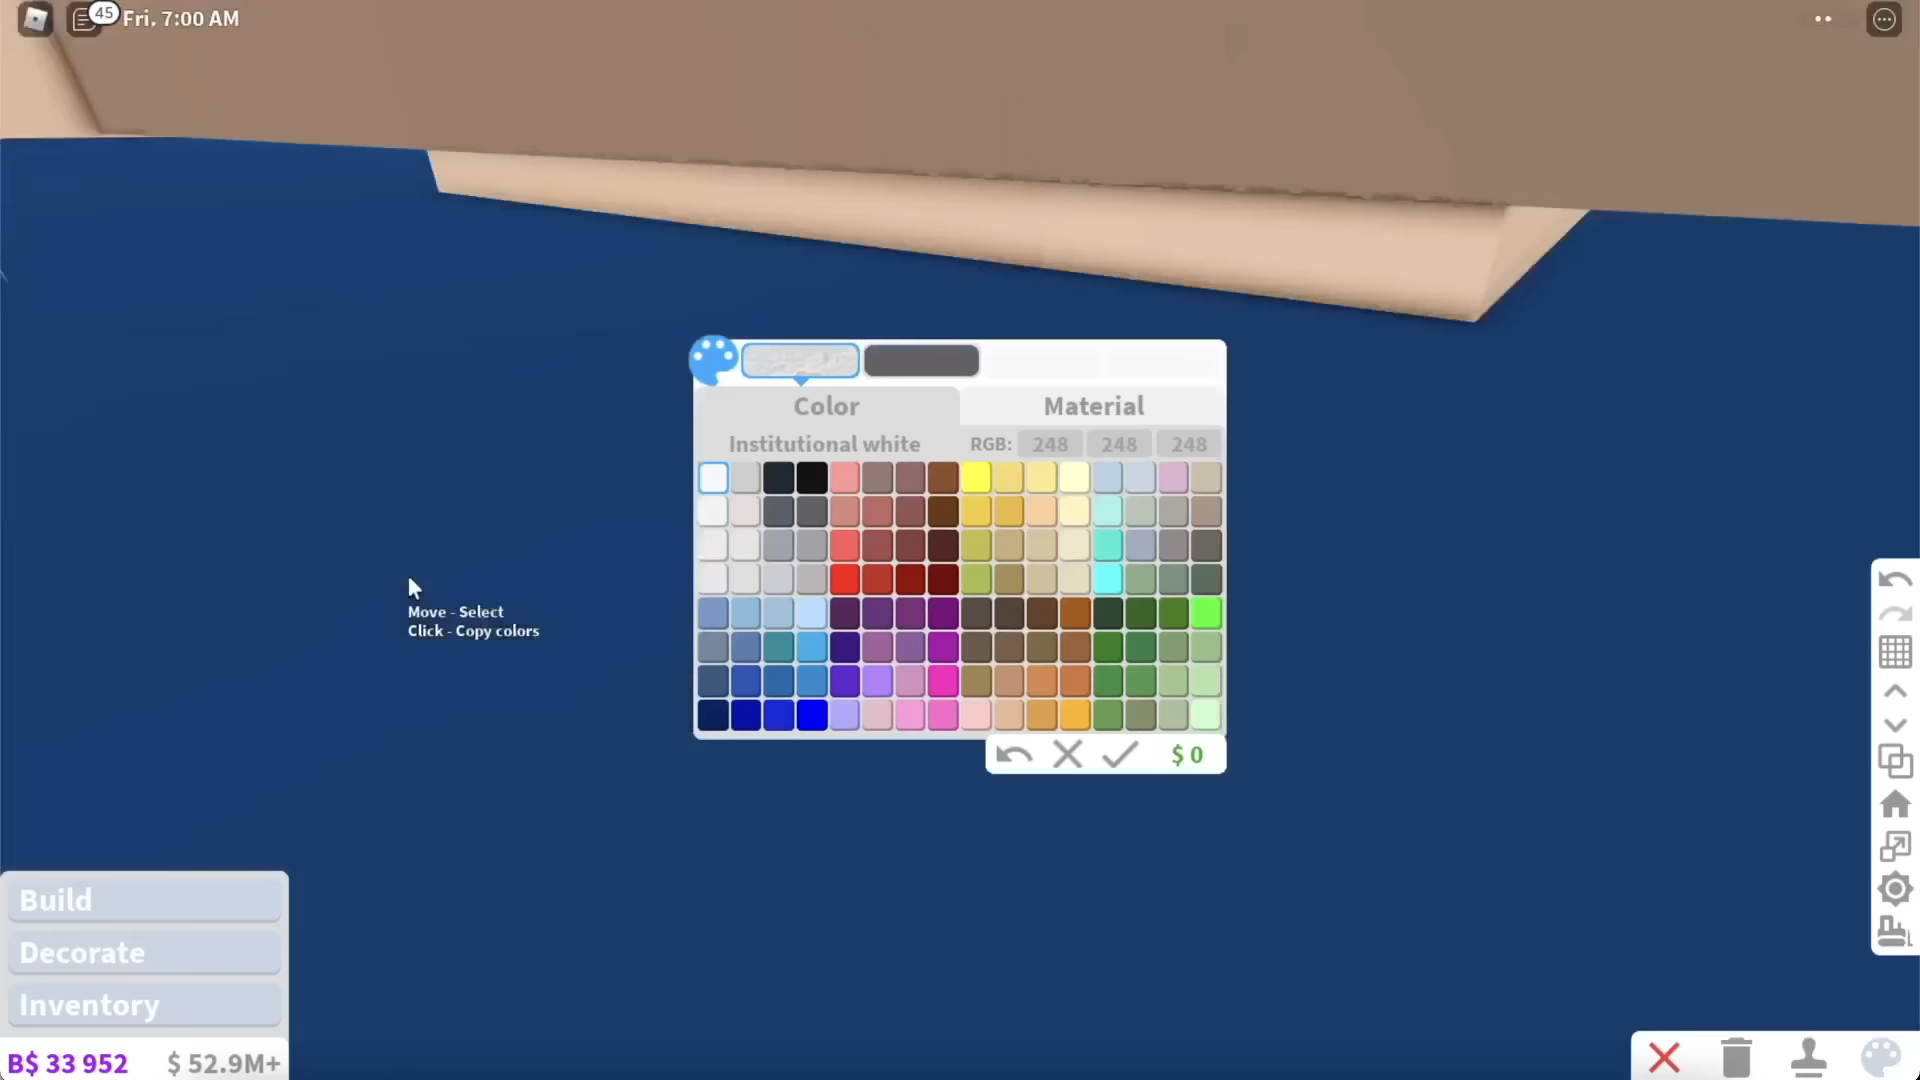 45 Fri. 7:00 AM
Color Material
Institutional white RGB: 248 248 248
Move - Select
Click - Copy colors
$ 0
Build
Decorate
Inventory
B$ 33 952 $ 52.9M+